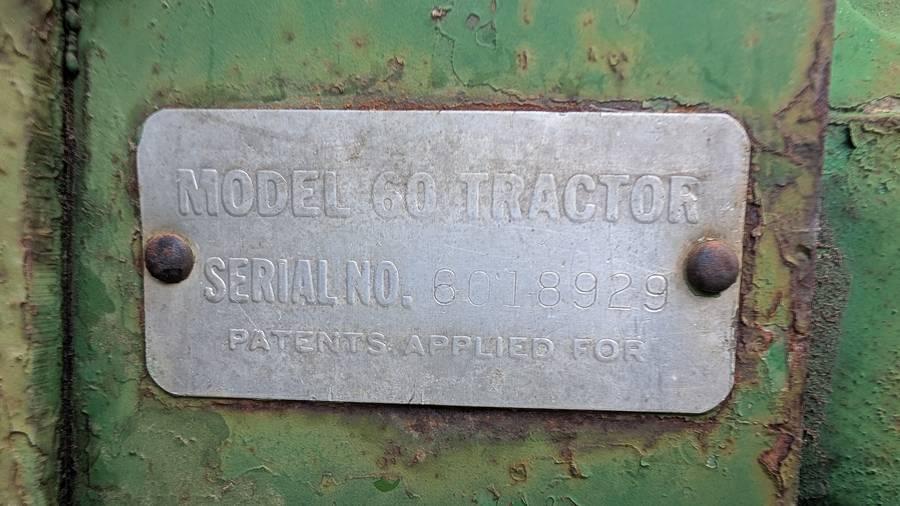 MODEL 60 TRACTOR
SERIAL NO. 6018929
PATENTS APPLIED FOR